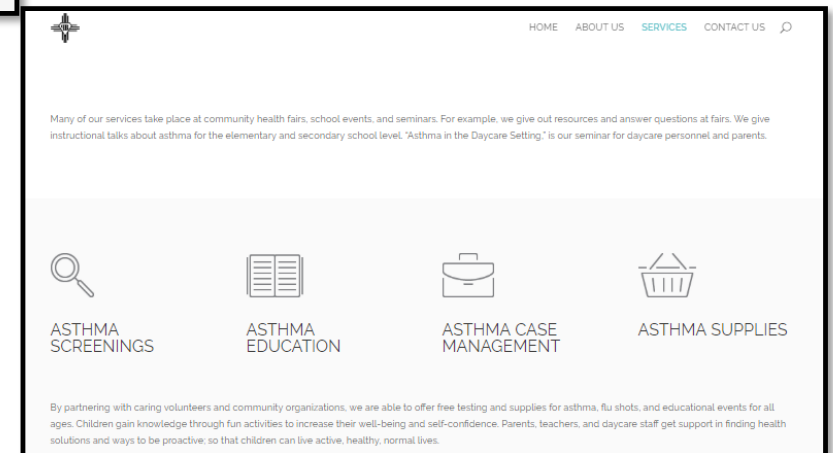 HOME ABOUT US SERVICES CONTACT US
Many of our services take place at community health fairs, school events, and seminars. For example, we give out resources and answer questions at fairs. We give
instructional talks about asthma for the elementary and secondary school level. "Asthma in the Daycare Setting," is our seminar for daycare personnel and parents.
ASTHMA
SCREENINGS
ASTHMA
EDUCATION
ASTHMA CASE
MANAGEMENT
ASTHMA SUPPLIES
By partnering with caring volunteers and community organizations, we are able to offer free testing and supplies for asthma, flu shots, and educational events for all
ages. Children gain knowledge through fun activities to increase their well-being and self-confidence. Parents, teachers, and daycare staff get support in finding health
solutions and ways to be proactive; so that children can live active, healthy, normal lives.